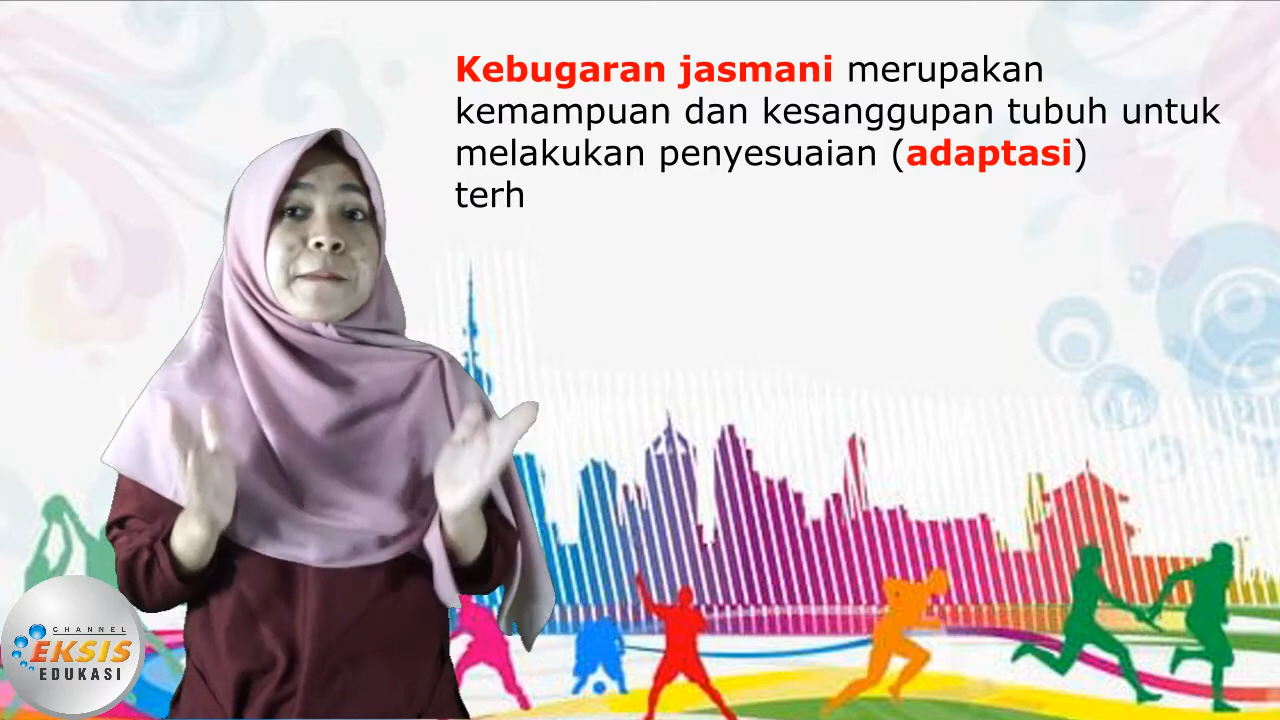 Kebugaran jasmani merupakan
kemampuan dan kesanggupan tubuh untuk
melakukan penyesuaian (adaptasi)
terh
CHANNEL
EKSIS
EDUKASI